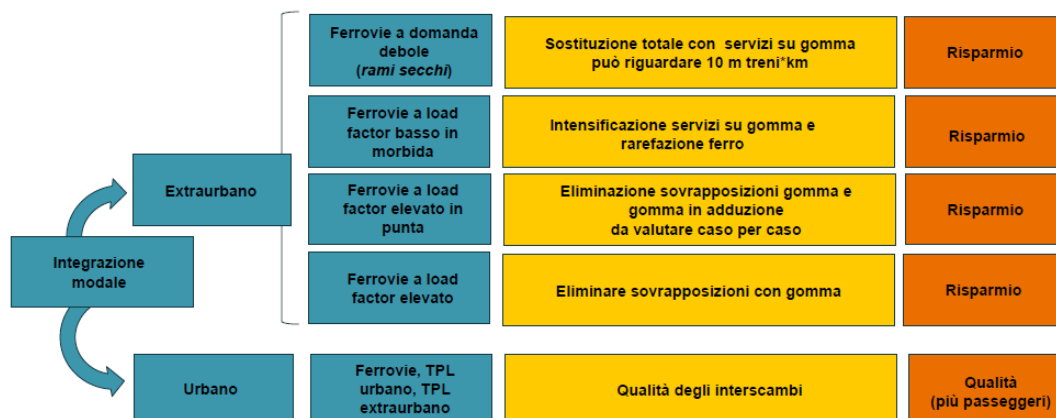 Ferrovie a domanda
debole
(rami secchi)
Sostituzione totale con servizi su gomma
può riguardare 10 m treni*km
Risparmio
Ferrovie a load
factor basso in
morbida
Intensificazione servizi su gomma e
rarefazione ferro
Risparmio
Extraurbano
Ferrovie a load
factor elevato in
punta
Eliminazione sovrapposizioni gomma e
gomma in adduzione
da valutare caso per caso
Risparmio
Integrazione
modale
Ferrovie a load
factor elevato
Eliminare sovrapposizioni con gomma
Risparmio
Urbano
Ferrovie, TPL
urbano, TPL
extraurbano
Qualità degli interscambi
Qualità
(più passeggeri)